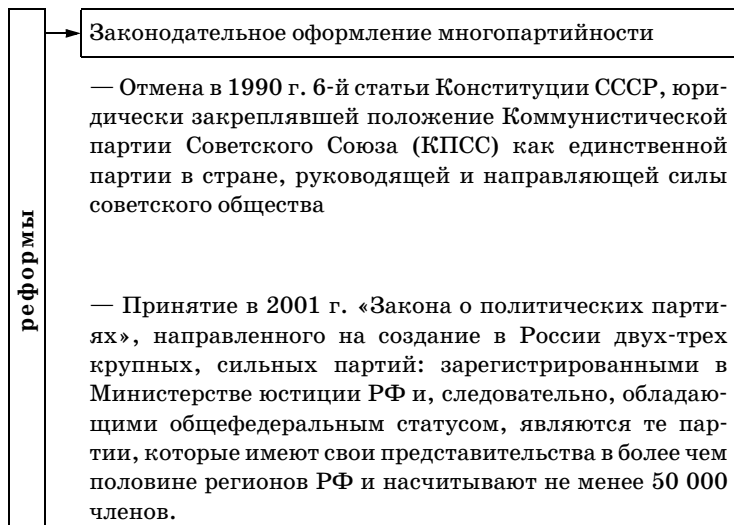 Законодательное оформление многопартийности
— Отмена в 1990 г. 6-й статьи Конституции СССР, юри-
дически закреплявшей положение Коммунистической
партии Советского Союза (КПСС) как единственной
партии в стране, руководящей и направляющей силы
советского общества
реформы
— Принятие в 2001 г. «Закона о политических парти-
ях», направленного на создание в России двух-трех
крупных, сильных партий: зарегистрированными в
Министерстве юстиции РФ и, следовательно, обладаю-
щими общефедеральным статусом, являются те пар-
тии, которые имеют свои представительства в более чем
половине регионов РФ и насчитывают не менее 50 000
членов.